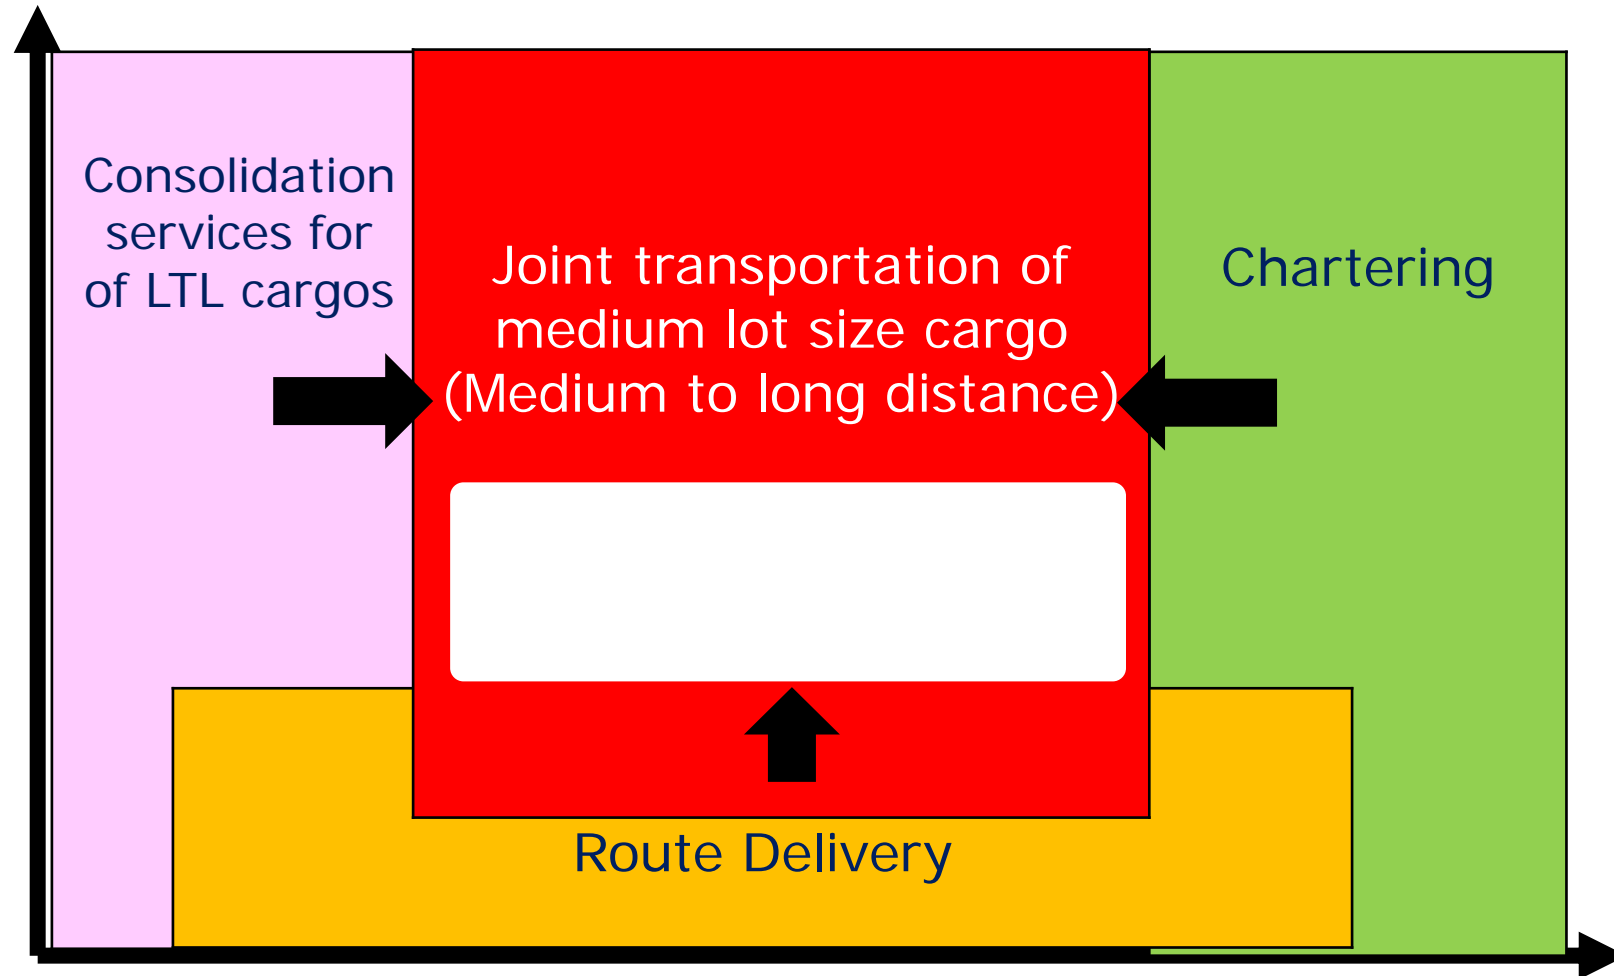 Consolidation
services for
of LTL cargos
Joint transportation of
medium lot size cargo
(Medium to long distance)
Chartering
Route Delivery